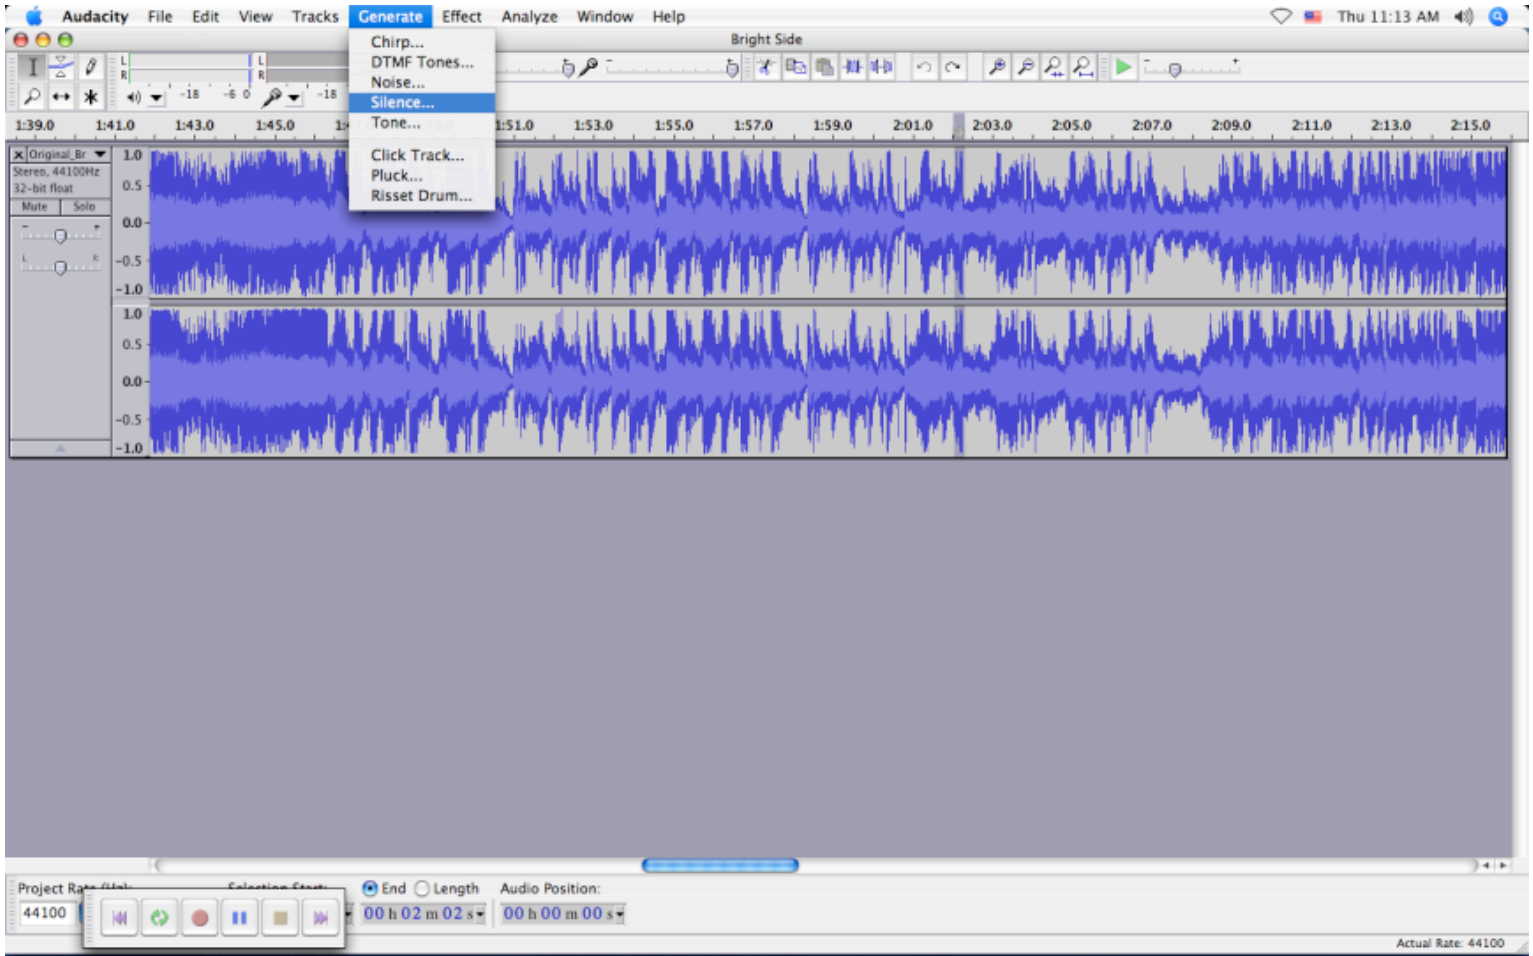 Audacity File Edit View Tracks Generate Effect Analyze Window Help Thu 11:13 AM
Bright Side
Chirp...
DTMF Tones...
Noise...
Silence...
Tone...
Click Track...
Pluck...
Risset Drum...
L L
R R
-18 -6 0 -18
1:39.0 1:41.0 1:43.0 1:45.0 1:51.0 1:53.0 1:55.0 1:57.0 1:59.0 2:01.0 2:03.0 2:05.0 2:07.0 2:09.0 2:11.0 2:13.0 2:15.0
Original_Br
Stereo, 44100Hz
32-bit float
Mute Solo
L R
1.0
0.5
0.0
-0.5
-1.0
1.0
0.5
0.0
-0.5
-1.0
Project Rate (Hz): Selection Start: End Length Audio Position:
44100 00 h 02 m 02 s 00 h 00 m 00 s
Actual Rate: 44100